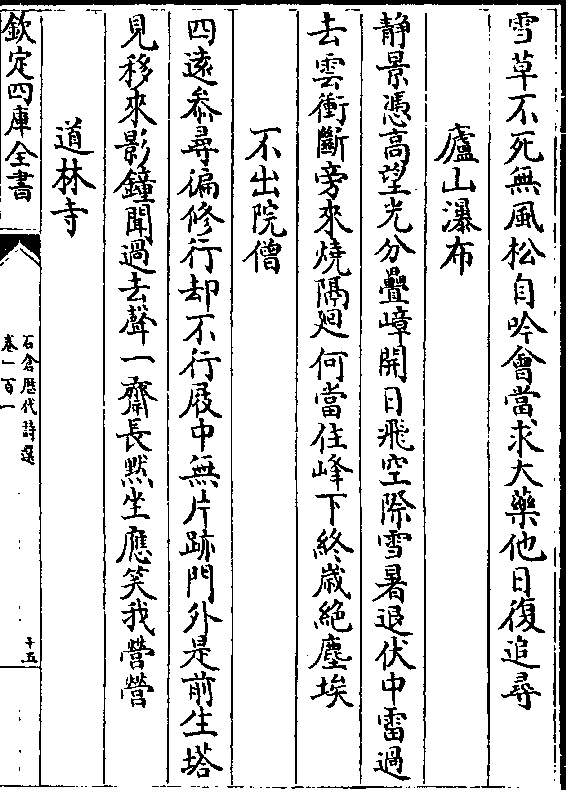 雪草不死無風松自吟會當求大藥他日復追尋
廬山瀑布
静景憑高望光分疊嶂開日飛空際雪暑退伏中雷過
去雲衝斷旁來燒隔廻何當住峰下終歲絶塵埃
不出院僧
四遠叅尋徧修行却不行屐中無片跡門外是前生塔
見移來影鐘聞過去聲一齋長黙坐應笑我營營
道林寺
欽定四庫全書
石倉歴代詩選
卷一百一
十五